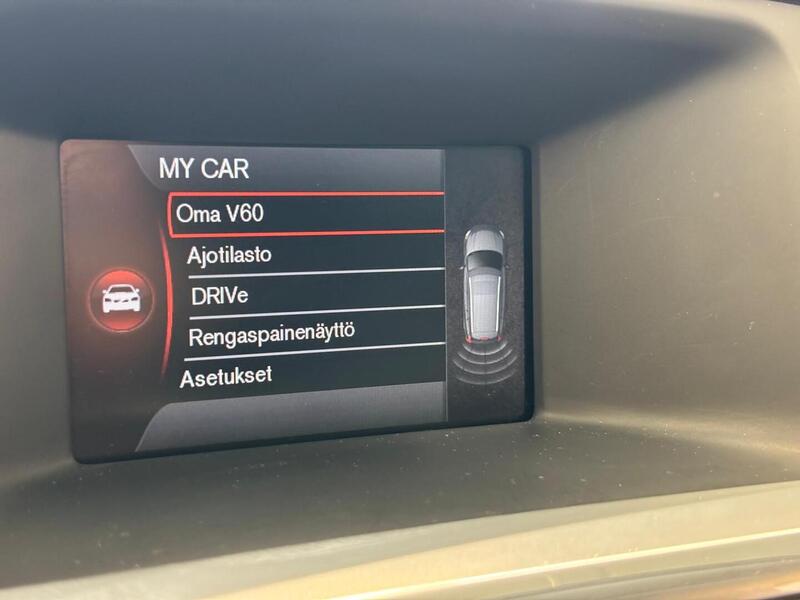 MY CAR
Oma V60
Ajotilasto
DRIVe
Rengaspainenäyttö
Asetukset